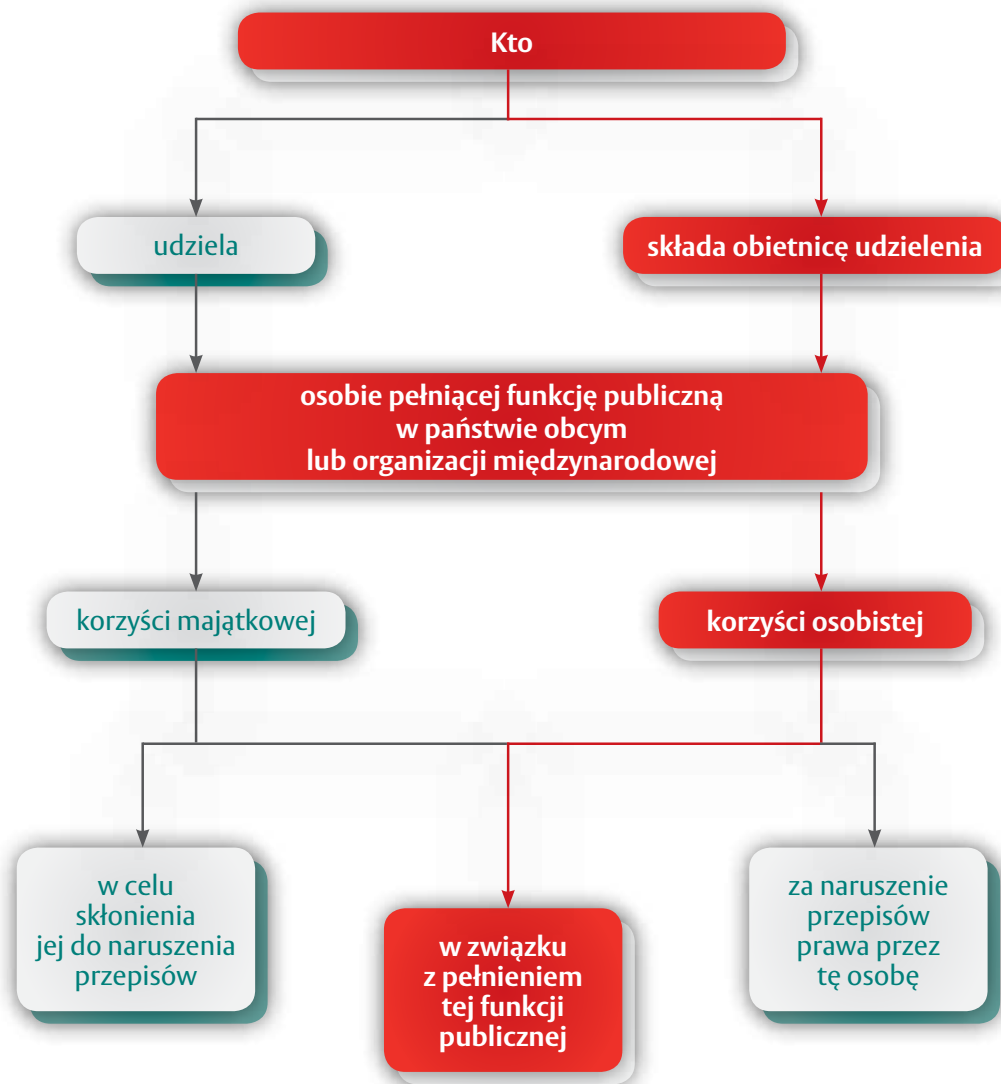 Kto
udziela
składa obietnicę udzielenia
osobie pełniącej funkcję publiczną
w państwie obcym
lub organizacji międzynarodowej
korzyści majątkowej
korzyści osobistej
w celu
skłonienia
jej do naruszenia
przepisów
w związku
z pełnieniem
tej funkcji
publicznej
za naruszenie
przepisów
prawa przez
tę osobę